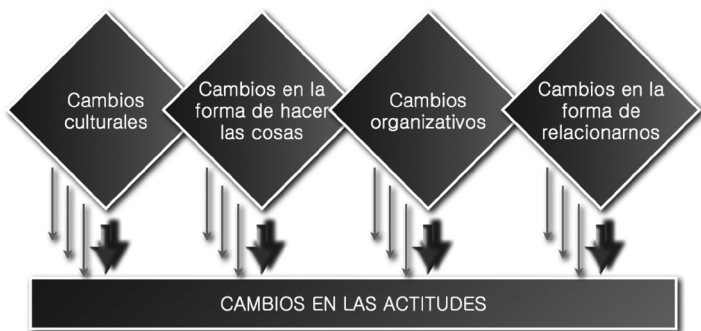 Cambios
culturales
Cambios en la
forma de hacer
las cosas
Cambios
organizativos
Cambios en la
forma de
relacionarnos
CAMBIOS EN LAS ACTITUDES